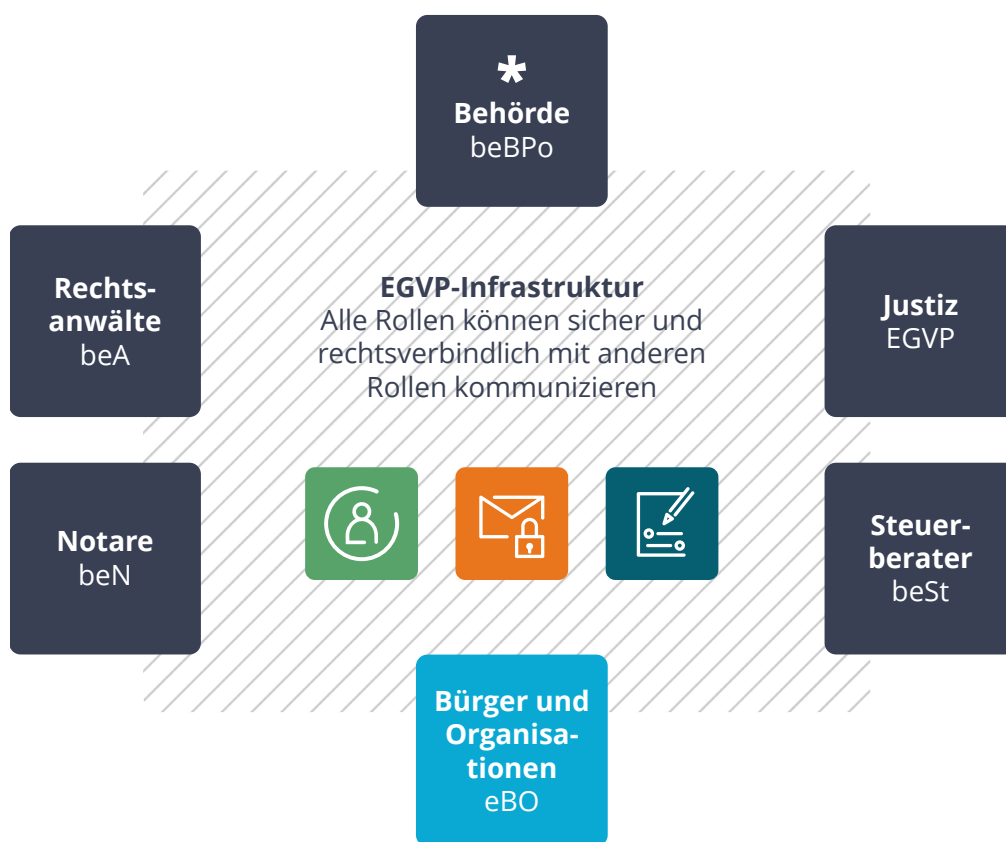 *
Behörde
beBPo
Rechts-
anwälte
beA
EGVP-Infrastruktur
Alle Rollen können sicher und
rechtsverbindlich mit anderen
Rollen kommunizieren
Justiz
EGVP
Notare
beN
Steuer-
berater
beSt
Bürger und
Organisa-
tionen
eBO